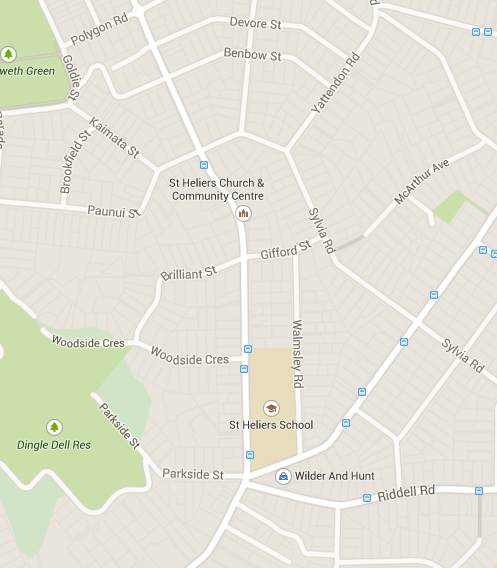 Devore St
Polygon Rd
Benbow St
weth Green
Goldie St
Yattendon Rd
Kaimata St
Brookfield St
McArthur Ave
St Heliers Church &
Community Centre
Paunui St
Sylvia Rd
Gifford St
Brilliant St
Walmsley Rd
Woodside Cres
Woodside Cres
Sylvia Rd
Parkside St
St Heliers School
Dingle Dell Res
Parkside St
Wilder And Hunt
Riddell Rd